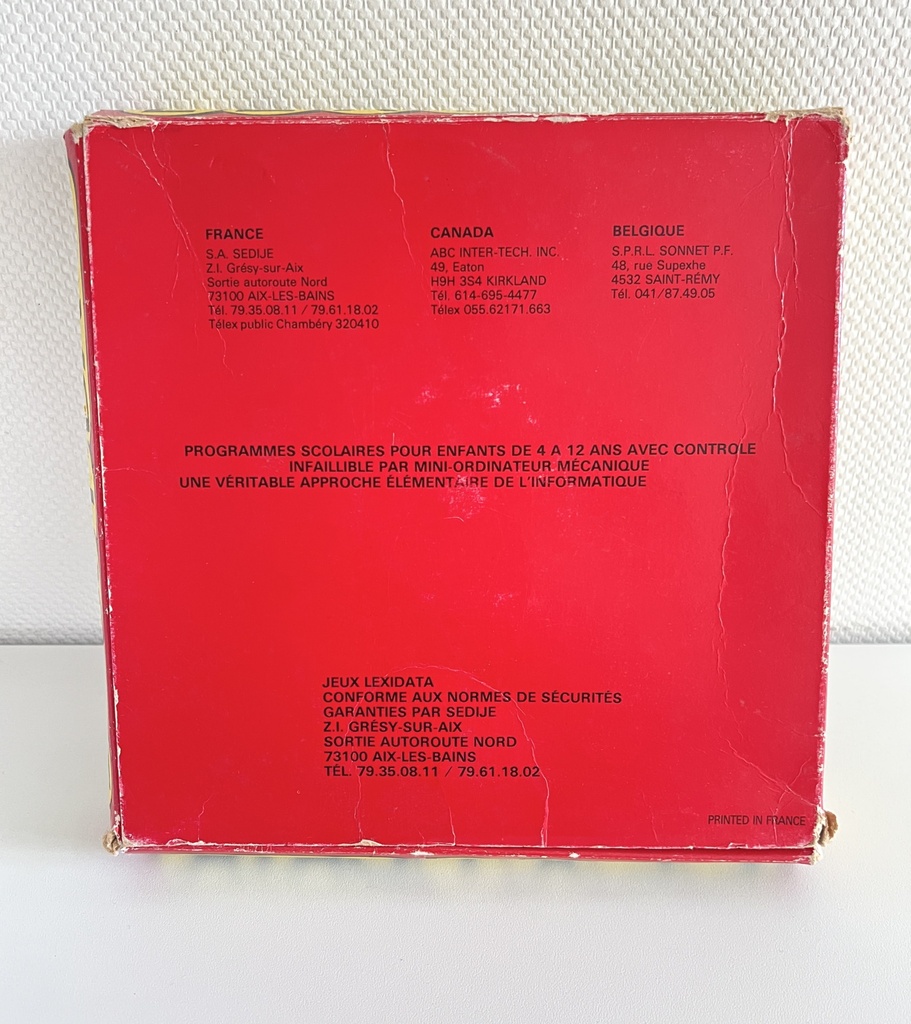 FRANCE
S.A. SEDIJE
Z.I. Grésy-sur-Aix
Sortie autoroute Nord
73100 AIX-LES-BAINS
Tél. 79.35.08.11 / 79.61.18.02
Télex public Chambéry 320410
CANADA
ABC INTER-TECH. INC.
49, Eaton
H9H 3S4 KIRKLAND
Tél. 614-695-4477
Télex 055.62171.663
BELGIQUE
S.P.R.L. SONNET P.F.
48, rue Supexhe
4532 SAINT-RÉMY
Tél. 041/87.49.05
PROGRAMMES SCOLAIRES POUR ENFANTS DE 4 A 12 ANS AVEC CONTROLE
INFAILLIBLE PAR MINI-ORDINATEUR MÉCANIQUE
UNE VÉRITABLE APPROCHE ÉLÉMENTAIRE DE L'INFORMATIQUE
JEUX LEXIDATA
CONFORME AUX NORMES DE SÉCURITÉS
GARANTIES PAR SEDIJE
Z.I. GRÉSY-SUR-AIX
SORTIE AUTOROUTE NORD
73100 AIX-LES-BAINS
TÉL. 79.35.08.11 / 79.61.18.02
PRINTED IN FRANCE